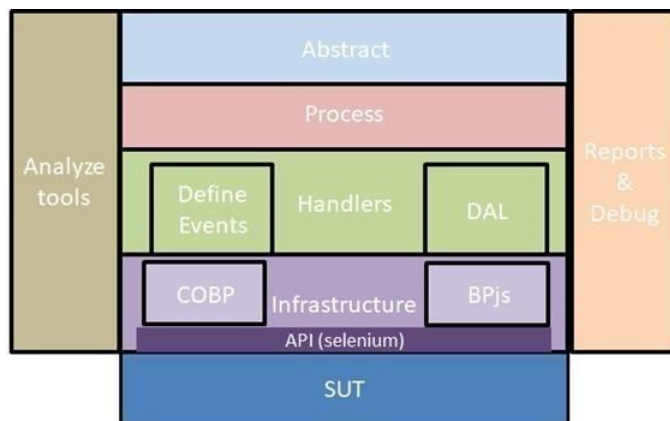 Abstract
Process
Analyze
tools
Define
Events
Handlers
DAL
Reports
&
Debug
COBP
Infrastructure
BPjs
API (selenium)
SUT